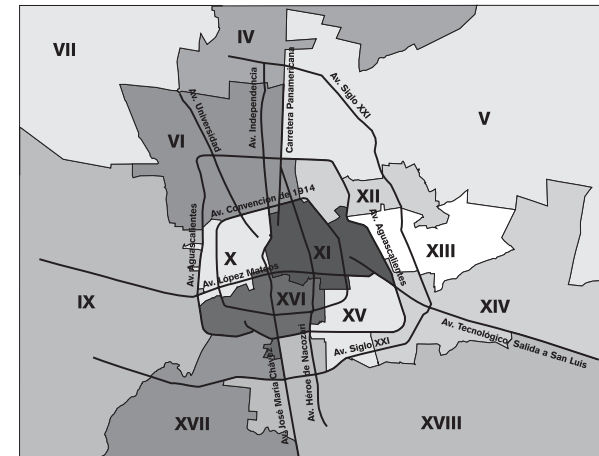 IV
VII
Carretera Panamericana
Av. Independencia
Av. Siglo XXI
Av. Universidad
V
VI
XII
Av. Convención de 1914
Av. Aguascalientes
Av. Aguascalientes
X
XI
XIII
Av. López Mateos
IX
XVI
XV
XIV
Av. Tecnológico
Salida a San Luis
Av. Siglo XXI
Av. José María Chávez
Av. Héroe de Nacozari
XVII
XVIII